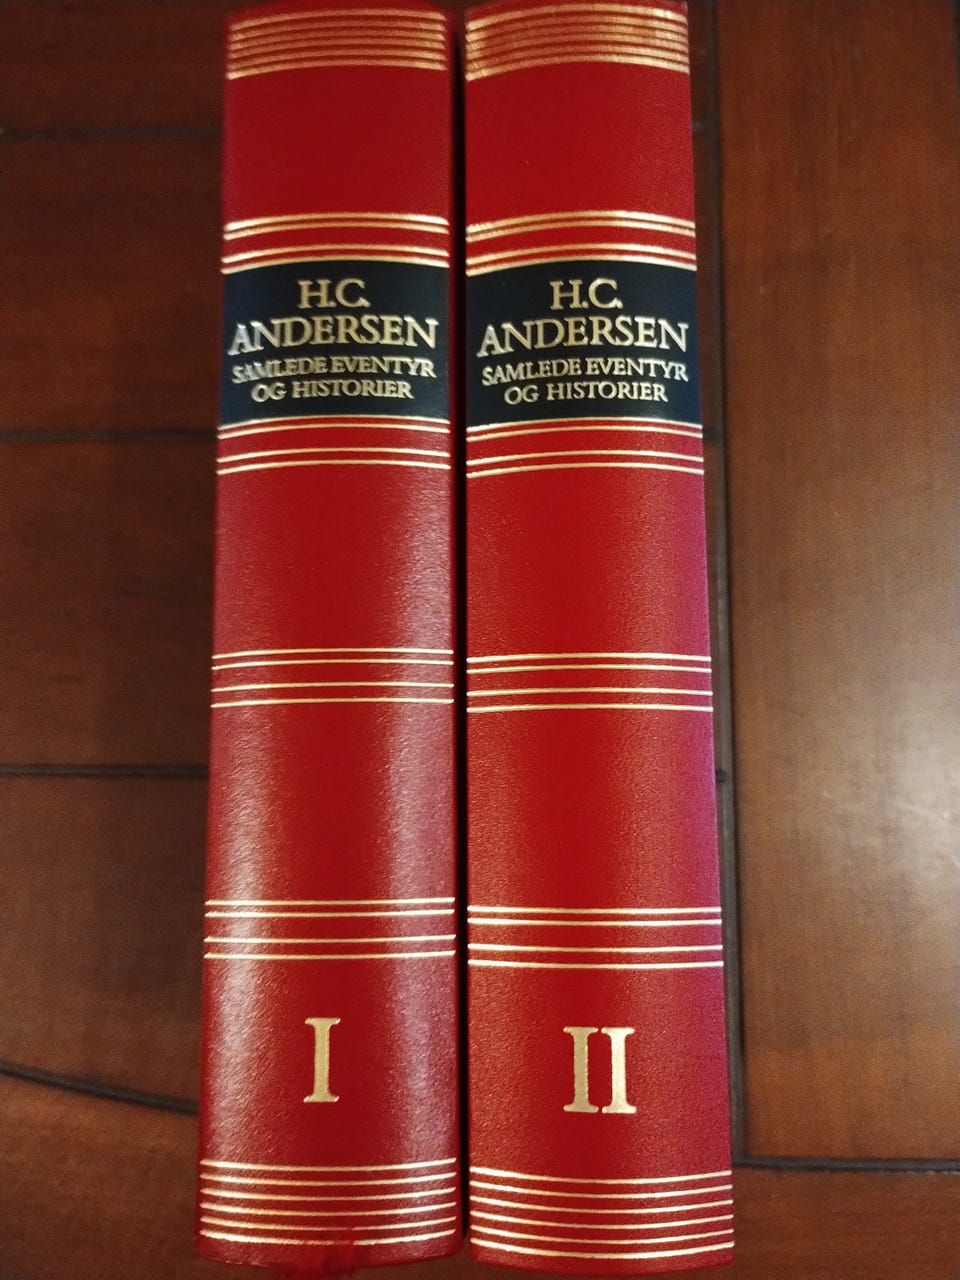 H.C.
ANDERSEN
SAMLEDE EVENTYR
OG HISTORIER
I
H.C.
ANDERSEN
SAMLEDE EVENTYR
OG HISTORIER
II